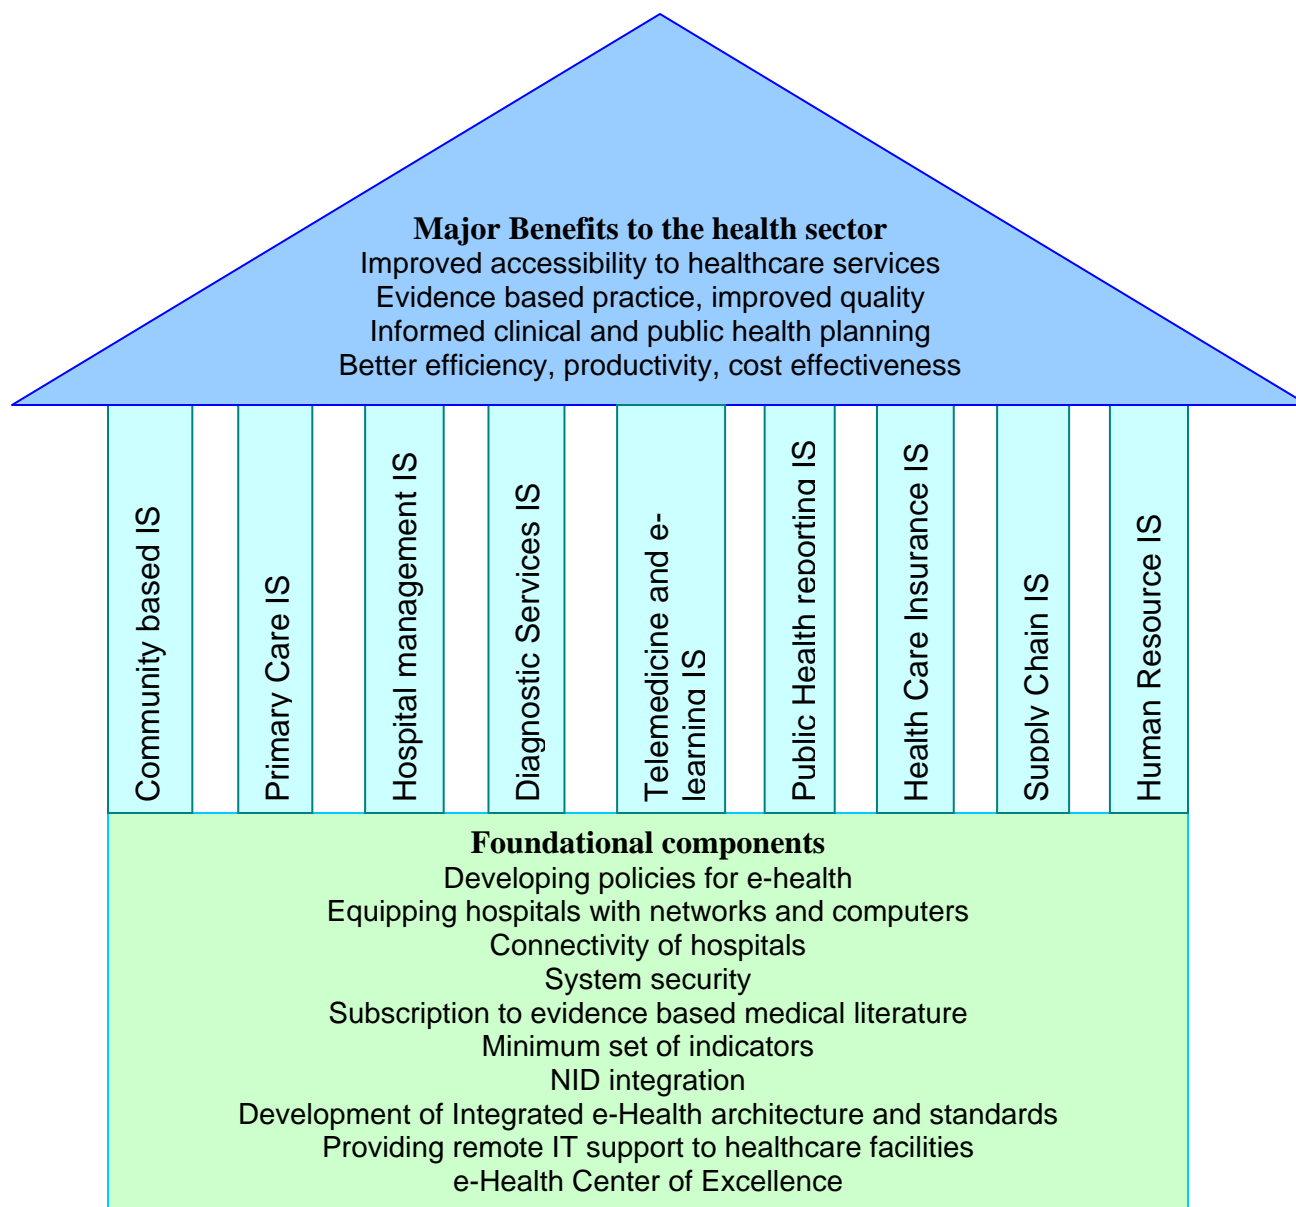 Major Benefits to the health sector
Improved accessibility to healthcare services
Evidence based practice, improved quality
Informed clinical and public health planning
Better efficiency, productivity, cost effectiveness
Community based IS
Primary Care IS
Hospital management IS
Diagnostic Services IS
Telemedicine and e-
learning IS
Public Health reporting IS
Health Care Insurance IS
Supply Chain IS
Human Resource IS
Foundational components
Developing policies for e-health
Equipping hospitals with networks and computers
Connectivity of hospitals
System security
Subscription to evidence based medical literature
Minimum set of indicators
NID integration
Development of Integrated e-Health architecture and standards
Providing remote IT support to healthcare facilities
e-Health Center of Excellence